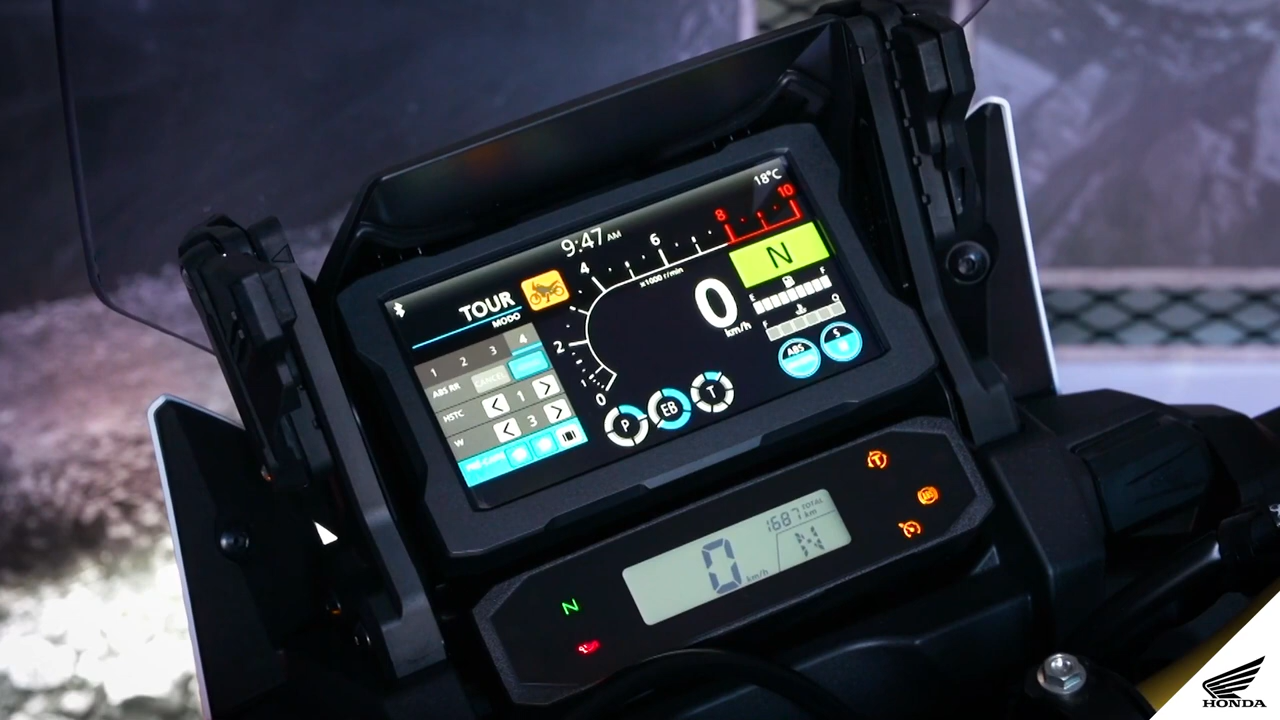 18°C
9:47 AM
TOUR
MODO
0
2
4
6
8
10
x1000 r/min
N
0
km/h
E
F
F
0
1
2
3
4
ABS RR
CANCEL
HSTC
1
W
3
P
EB
T
ABS
S
1687 TOTAL
km
0
km/h
N
N
T
HONDA